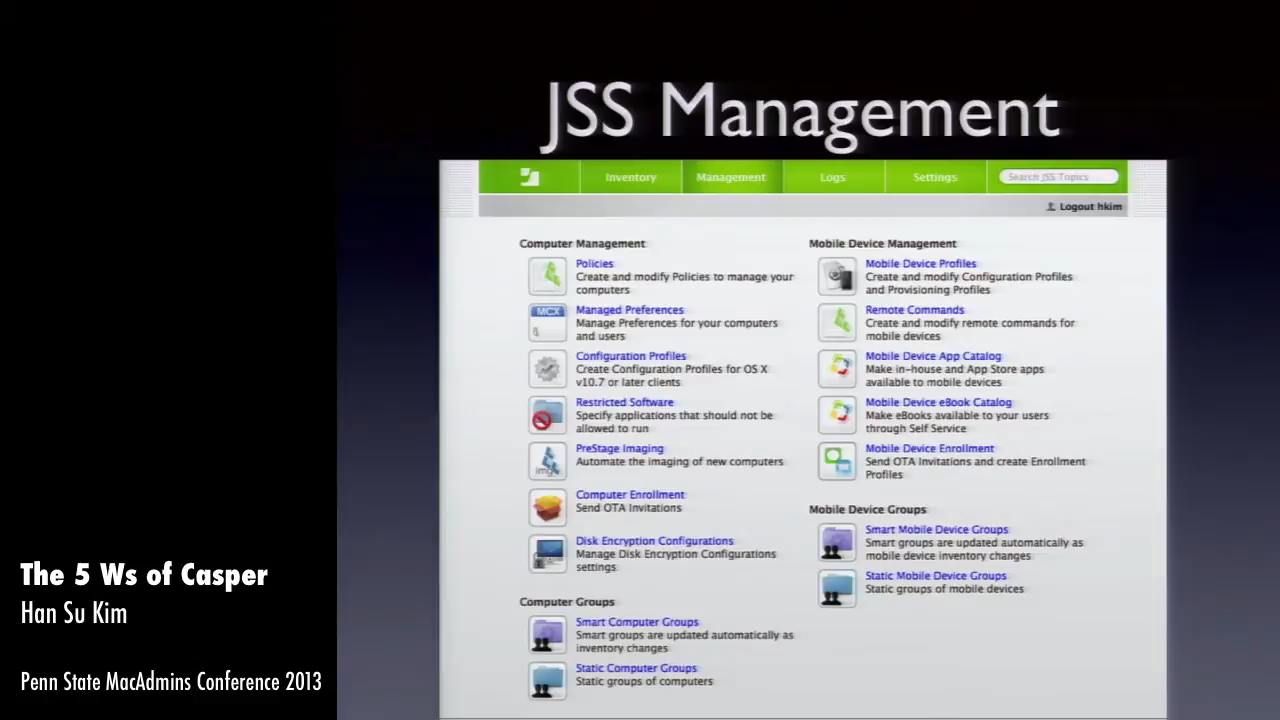 JSS Management
Inventory
Management
Logs
Settings
Search JSS Topics
Logout hkim
Computer Management
Policies
Create and modify Policies to manage your
computers
MCX
Managed Preferences
Manage Preferences for your computers
and users
Configuration Profiles
Create Configuration Profiles for OS X
v10.7 or later clients
Restricted Software
Specify applications that should not be
allowed to run
img
PreStage Imaging
Automate the imaging of new computers
Computer Enrollment
Send OTA Invitations
Disk Encryption Configurations
Manage Disk Encryption Configurations
settings
Computer Groups
Smart Computer Groups
Smart groups are updated automatically as
inventory changes
Static Computer Groups
Static groups of computers
Mobile Device Management
Mobile Device Profiles
Create and modify Configuration Profiles
and Provisioning Profiles
Remote Commands
Create and modify remote commands for
mobile devices
Mobile Device App Catalog
Make in-house and App Store apps
available to mobile devices
Mobile Device eBook Catalog
Make eBooks available to your users
through Self Service
Mobile Device Enrollment
Send OTA Invitations and create Enrollment
Profiles
Mobile Device Groups
Smart Mobile Device Groups
Smart groups are updated automatically as
mobile device inventory changes
Static Mobile Device Groups
Static groups of mobile devices
The 5 Ws of Casper
Han Su Kim
Penn State MacAdmins Conference 2013